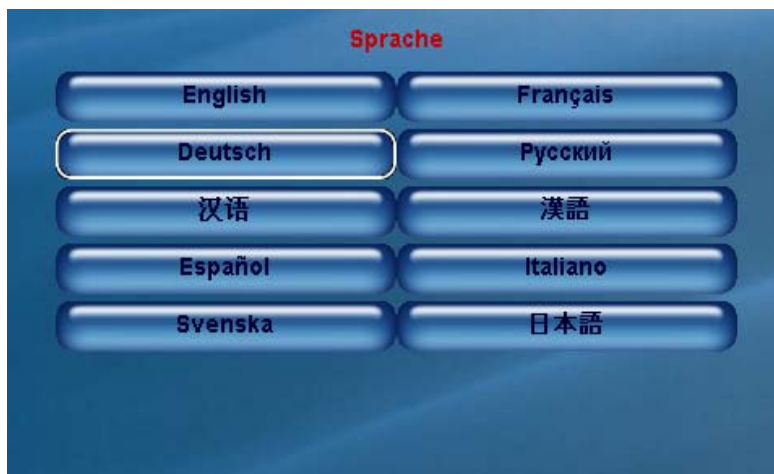 Sprache
English Français
Deutsch Русский
汉语 漢語
Español Italiano
Svenska 日本語